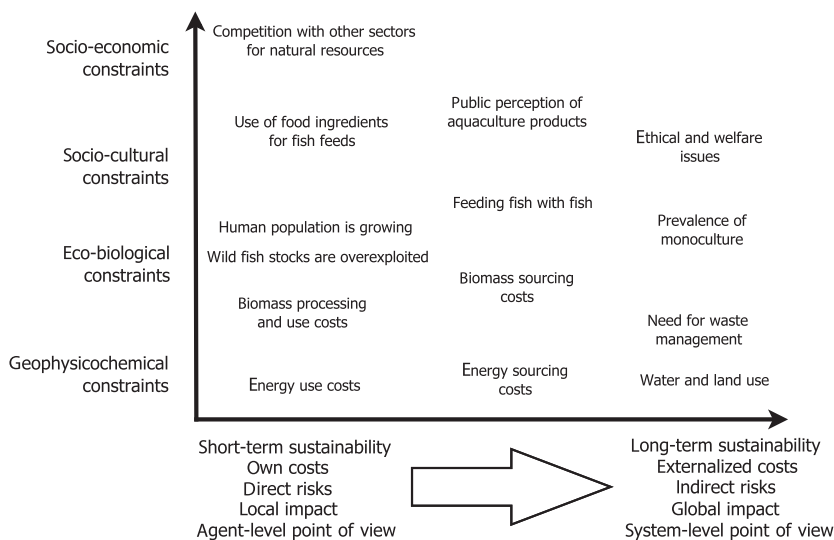 Socio-economic
constraints
Socio-cultural
constraints
Eco-biological
constraints
Geophysicochemical
constraints
Competition with other sectors
for natural resources
Use of food ingredients
for fish feeds
Human population is growing
Wild fish stocks are overexploited
Biomass processing
and use costs
Energy use costs
Public perception of
aquaculture products
Feeding fish with fish
Biomass sourcing
costs
Energy sourcing
costs
Ethical and welfare
issues
Prevalence of
monoculture
Need for waste
management
Water and land use
Short-term sustainability
Own costs
Direct risks
Local impact
Agent-level point of view
Long-term sustainability
Externalized costs
Indirect risks
Global impact
System-level point of view